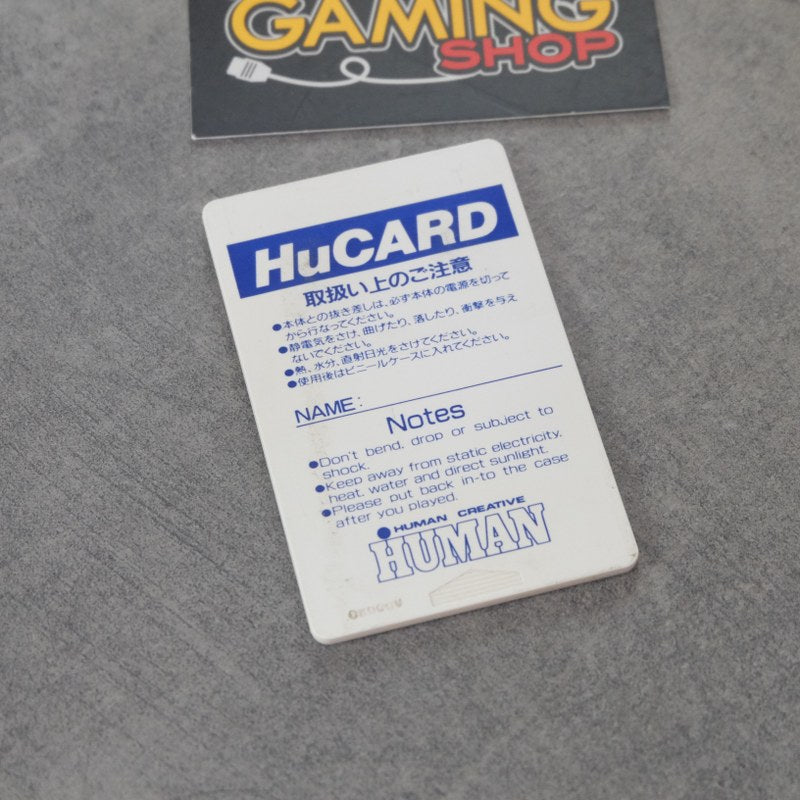 GAMING
SHOP
HuCARD
取扱い上のご注意
●本体との抜き差しは、必ず本体の電源を切って
から行なってください。
●静電気をさけ、曲げたり、落したり、衝撃を与え
ないでください。
●熱、水分、直射日光をさけてください。
●使用後はビニールケースに入れてください。
NAME:
Notes
●Don't bend, drop or subject to
shock.
●Keep away from static electricity,
heat, water and direct sunlight.
●Please put back in-to the case
after you played.
HUMAN CREATIVE
HUMAN